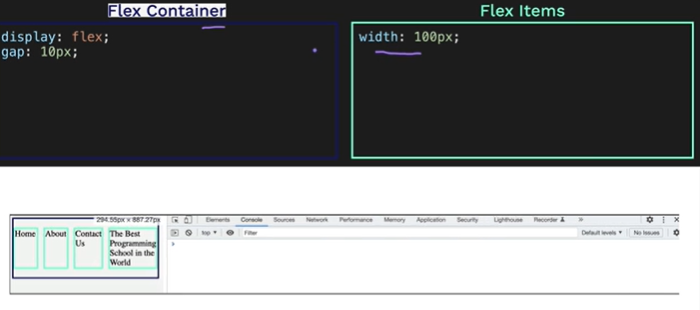 Flex Container
Flex Items
display: flex;
gap: 10px;
width: 100px;
294.55px × 887.27px
Elements Console Sources Network Performance Memory Application Security Lighthouse Recorder
top
Filter
Default levels
No Issues
Home
About
Contact
Us
The Best
Programming
School in the
World